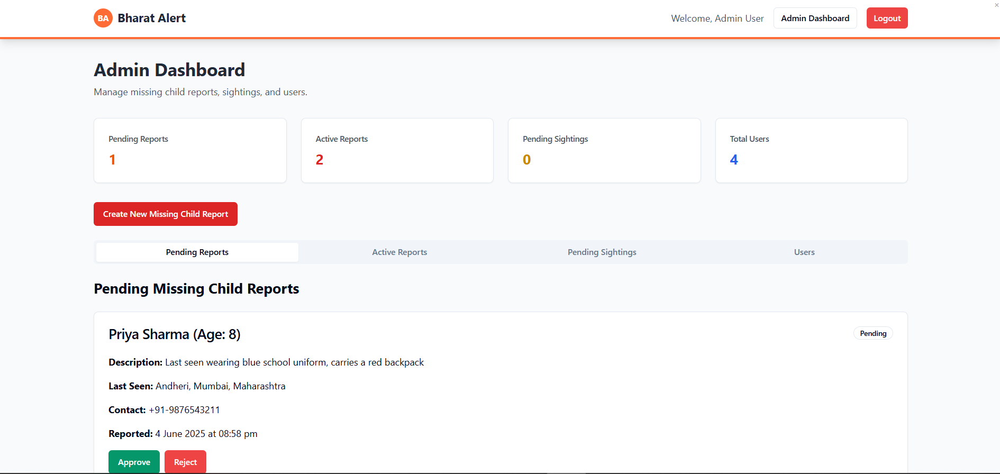 BA Bharat Alert
Welcome, Admin User
Admin Dashboard
Logout
×
Admin Dashboard
Manage missing child reports, sightings, and users.
Pending Reports
1
Active Reports
2
Pending Sightings
0
Total Users
4
Create New Missing Child Report
Pending Reports
Active Reports
Pending Sightings
Users
Pending Missing Child Reports
Priya Sharma (Age: 8)
Pending
Description: Last seen wearing blue school uniform, carries a red backpack
Last Seen: Andheri, Mumbai, Maharashtra
Contact: +91-9876543211
Reported: 4 June 2025 at 08:58 pm
Approve
Reject